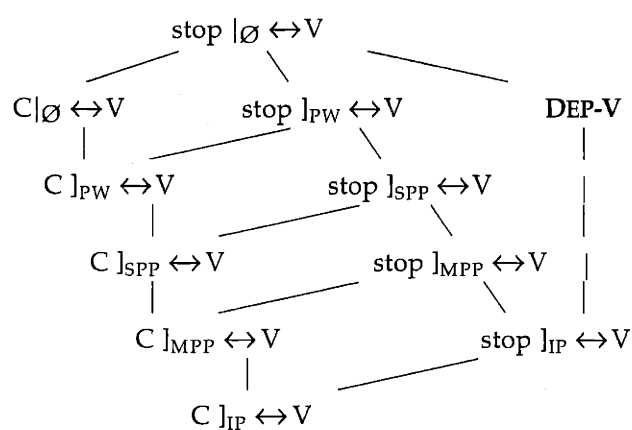 stop |Ø ↔ V
C|Ø ↔ V stop ]PW ↔ V DEP-V
C ]PW ↔ V stop ]SPP ↔ V
C ]SPP ↔ V stop ]MPP ↔ V
C ]MPP ↔ V stop ]IP ↔ V
C ]IP ↔ V